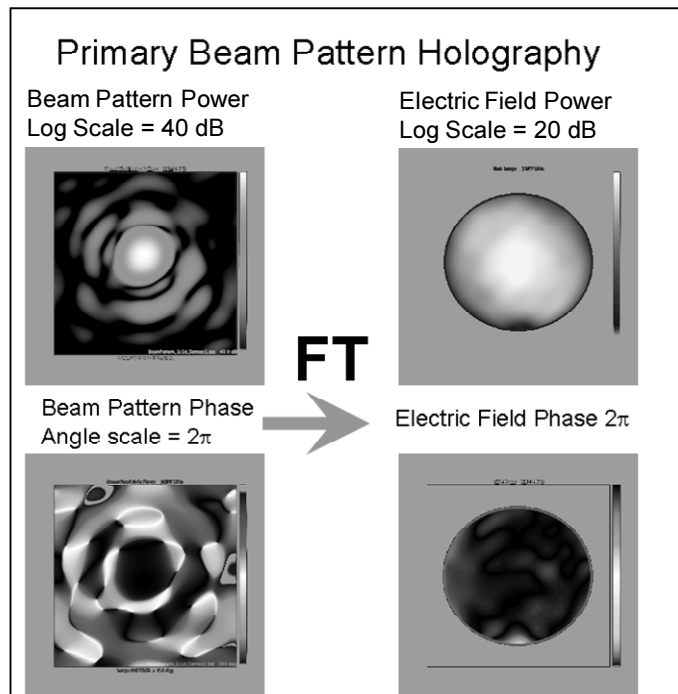 Primary Beam Pattern Holography
Beam Pattern Power
Log Scale = 40 dB
Electric Field Power
Log Scale = 20 dB
FT
Beam Pattern Phase
Angle scale = 2π
Electric Field Phase 2π